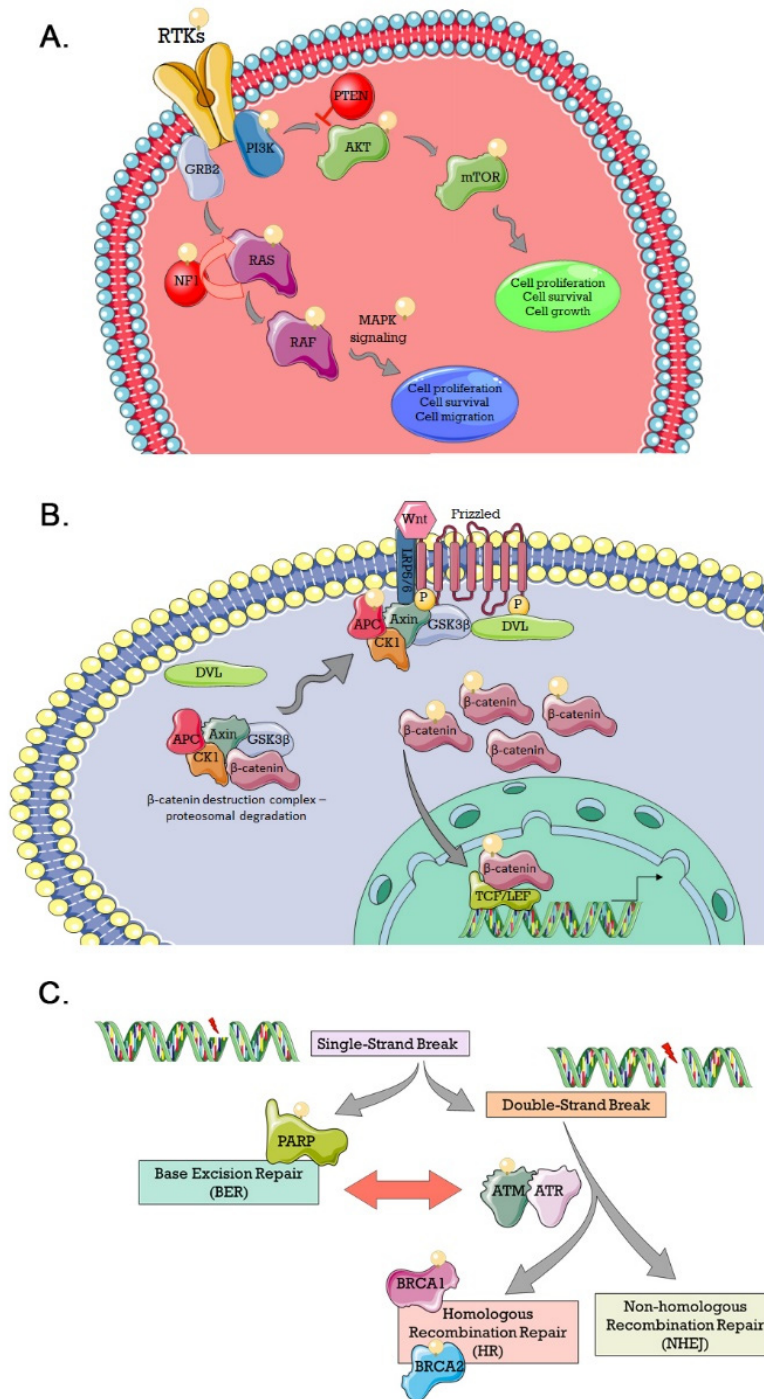 A.
RTKs
PTEN
PI3K
AKT
GRB2
mTOR
NF1
RAS
RAF
MAPK
signaling
Cell proliferation
Cell survival
Cell growth
Cell proliferation
Cell survival
Cell migration
B.
Wnt
Frizzled
LRP5/6
P
P
APC
Axin
CK1
GSK3β
DVL
DVL
APC
Axin
GSK3β
CK1
β-catenin
β-catenin destruction complex –
proteosomal degradation
β-catenin
β-catenin
β-catenin
β-catenin
β-catenin
TCF/LEF
C.
Single-Strand Break
Double-Strand Break
PARP
Base Excision Repair
(BER)
ATM
ATR
BRCA1
Homologous
Recombination Repair
(HR)
BRCA2
Non-homologous
Recombination Repair
(NHEJ)